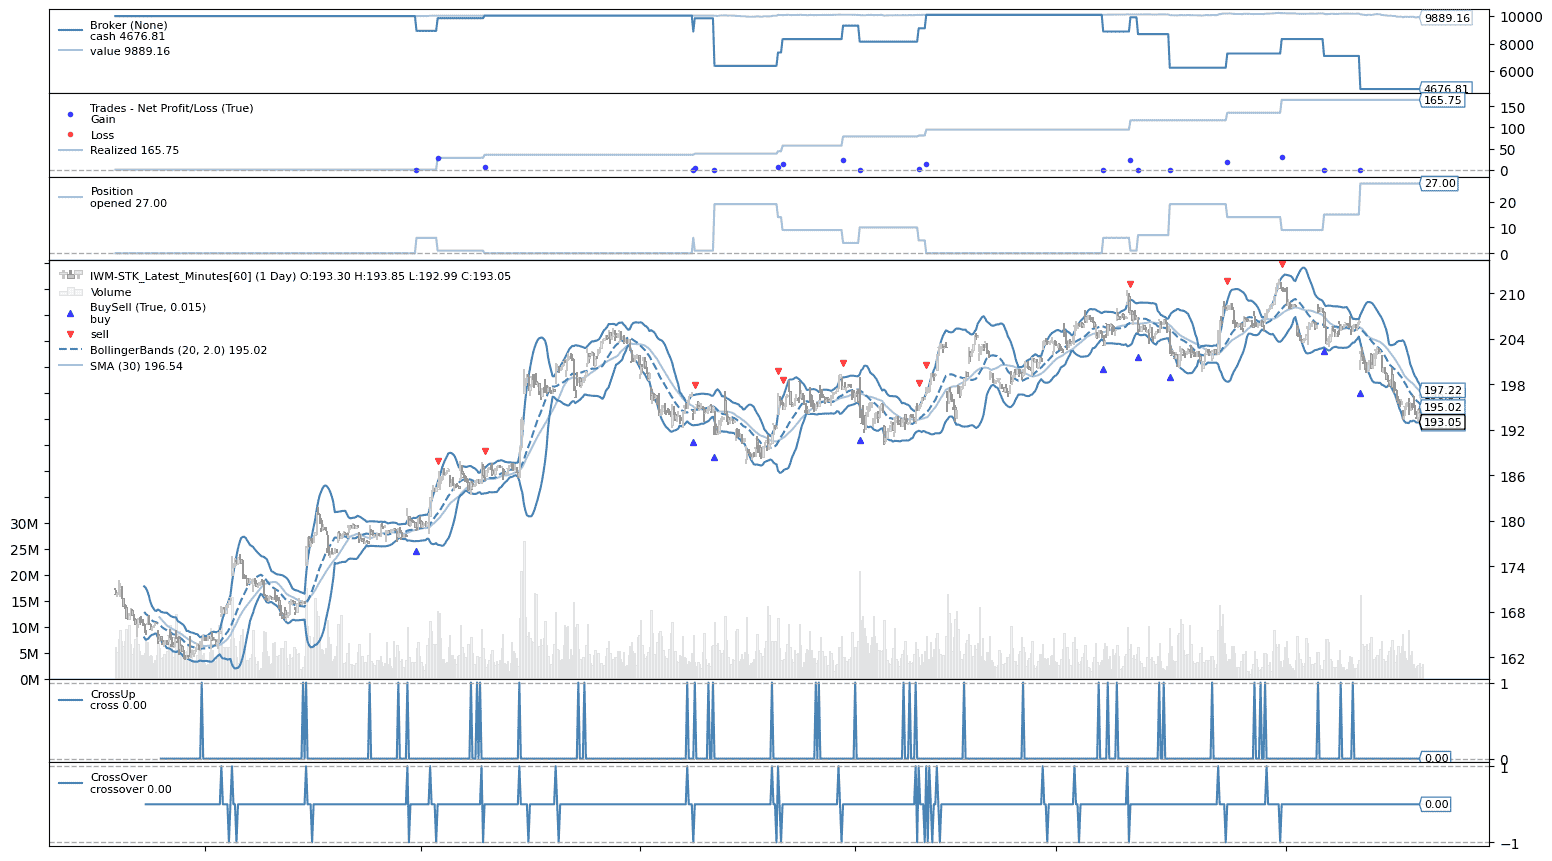 Broker (None)
cash 4676.81
value 9889.16
9889.16
4676.81
10000
8000
6000
Trades - Net Profit/Loss (True)
Gain
Loss
Realized 165.75
165.75
150
100
50
0
Position
opened 27.00
27.00
20
10
0
IWM-STK_Latest_Minutes[60] (1 Day) O:193.30 H:193.85 L:192.99 C:193.05
Volume
BuySell (True, 0.015)
buy
sell
BollingerBands (20, 2.0) 195.02
SMA (30) 196.54
30M
25M
20M
15M
10M
5M
0M
210
204
198
192
186
180
174
168
162
197.22
195.02
193.05
CrossUp
cross 0.00
1
0
0.00
CrossOver
crossover 0.00
1
0.00
−1